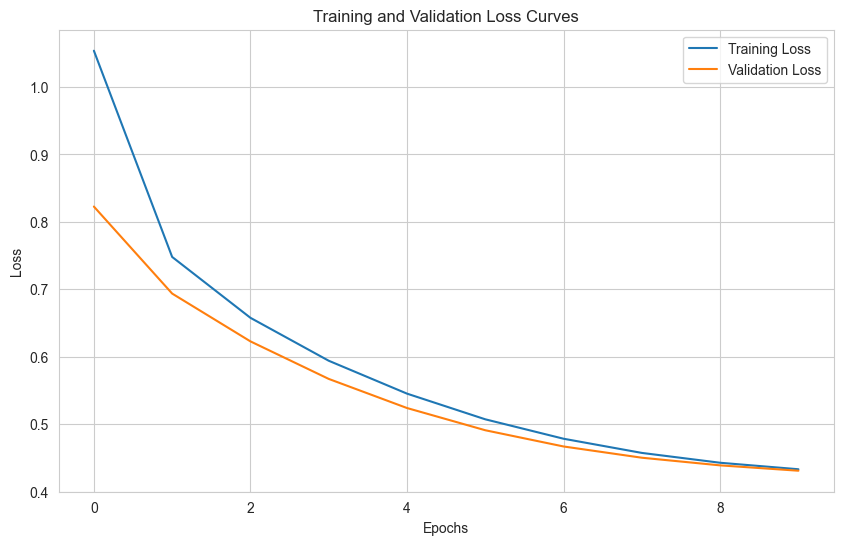 Training and Validation Loss Curves
Training Loss
Validation Loss
1.0
0.9
0.8
0.7
0.6
0.5
0.4
Loss
0 2 4 6 8
Epochs